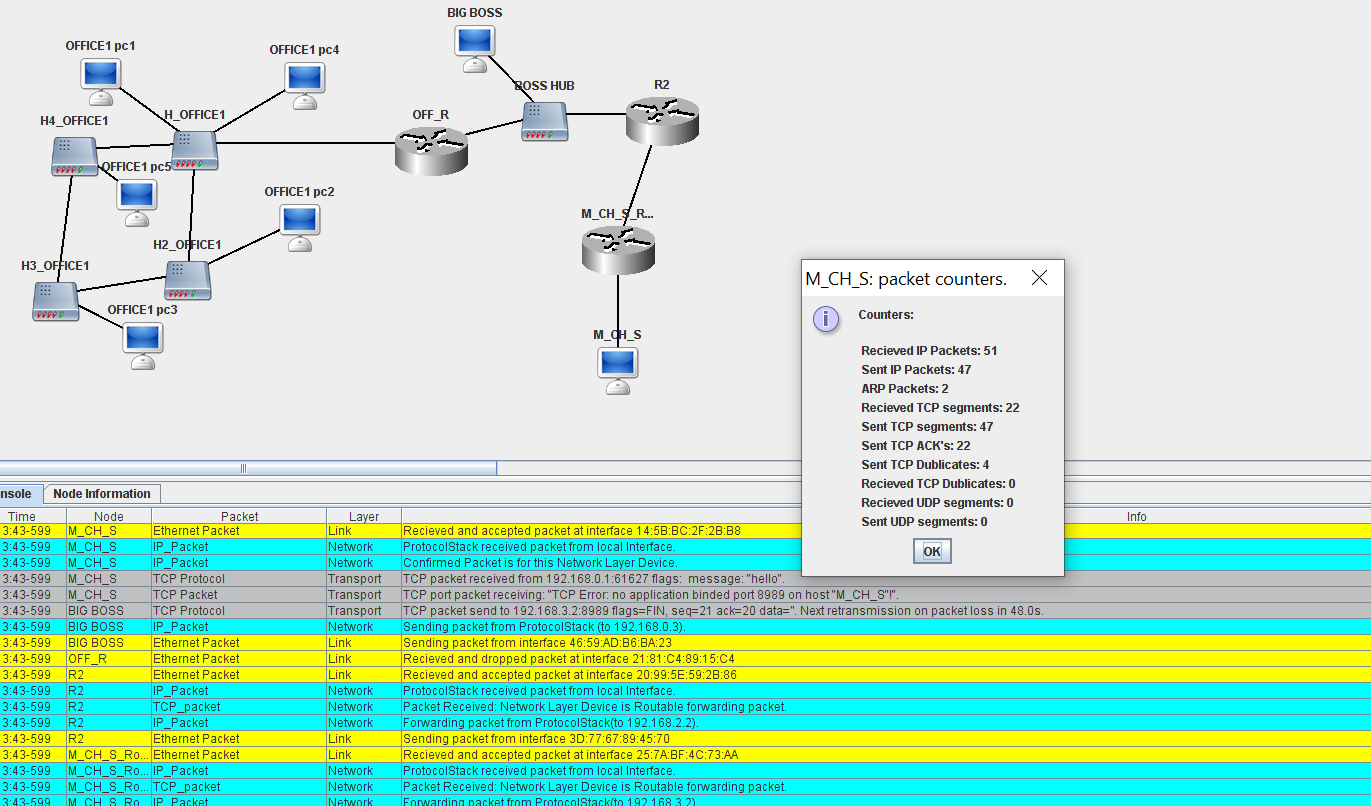 BIG BOSS
OFFICE1 pc1
OFFICE1 pc4
BOSS HUB
R2
H_OFFICE1
OFF_R
H4_OFFICE1
OFFICE1 pc5
OFFICE1 pc2
M_CH_S_R...
H2_OFFICE1
H3_OFFICE1
OFFICE1 pc3
M_CH_S
M_CH_S: packet counters.
Counters:
Recieved IP Packets: 51
Sent IP Packets: 47
ARP Packets: 2
Recieved TCP segments: 22
Sent TCP segments: 47
Sent TCP ACK's: 22
Sent TCP Dublicates: 4
Recieved TCP Dublicates: 0
Recieved UDP segments: 0
Sent UDP segments: 0
OK
nsole Node Information
Time Node Packet Layer Info
3:43-599 M_CH_S Ethernet Packet Link Recieved and accepted packet at interface 14:5B:BC:2F:2B:B8
3:43-599 M_CH_S IP_Packet Network ProtocolStack received packet from local Interface.
3:43-599 M_CH_S IP_Packet Network Confirmed Packet is for this Network Layer Device.
3:43-599 M_CH_S TCP Protocol Transport TCP packet received from 192.168.0.1:61627 flags: message: "hello".
3:43-599 M_CH_S TCP Packet Transport TCP port packet receiving: "TCP Error: no application binded port 8989 on host "M_CH_S"!".
3:43-599 BIG BOSS TCP Protocol Transport TCP packet send to 192.168.3.2:8989 flags=FIN, seq=21 ack=20 data=". Next retransmission on packet loss in 48.0s.
3:43-599 BIG BOSS IP_Packet Network Sending packet from ProtocolStack (to 192.168.0.3).
3:43-599 BIG BOSS Ethernet Packet Link Sending packet from interface 46:59:AD:B6:BA:23
3:43-599 OFF_R Ethernet Packet Link Recieved and dropped packet at interface 21:81:C4:89:15:C4
3:43-599 R2 Ethernet Packet Link Recieved and accepted packet at interface 20:99:5E:59:2B:86
3:43-599 R2 IP_Packet Network ProtocolStack received packet from local Interface.
3:43-599 R2 TCP_packet Network Packet Received: Network Layer Device is Routable forwarding packet.
3:43-599 R2 IP_Packet Network Forwarding packet from ProtocolStack(to 192.168.2.2).
3:43-599 R2 Ethernet Packet Link Sending packet from interface 3D:77:67:89:45:70
3:43-599 M_CH_S_Ro... Ethernet Packet Link Recieved and accepted packet at interface 25:7A:BF:4C:73:AA
3:43-599 M_CH_S_Ro... IP_Packet Network ProtocolStack received packet from local Interface.
3:43-599 M_CH_S_Ro... TCP_packet Network Packet Received: Network Layer Device is Routable forwarding packet.
3:43-599 M_CH_S_Ro... IP_Packet Network Forwarding packet from ProtocolStack(to 192.168.3.2).